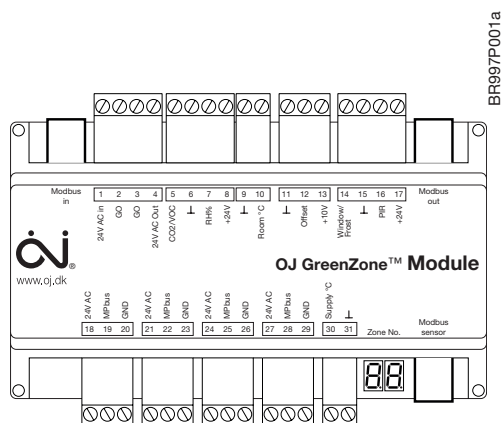 BR997P001a
Modbus in
1 2 3 4 5 6 7 8 9 10 11 12 13 14 15 16 17
Modbus out
24V AC in
GO
GO
24V AC Out
CO2/VOC
⊥
RH%
+24V
⊥
Room °C
⊥
Offset
+10V
Window/Frost
⊥
PIR
+24V
OJ®
www.oj.dk
OJ GreenZone™ Module
24V AC
MPbus
GND
24V AC
MPbus
GND
24V AC
MPbus
GND
24V AC
MPbus
GND
Supply °C
⊥
18 19 20 21 22 23 24 25 26 27 28 29 30 31
Zone No.
Modbus sensor
88